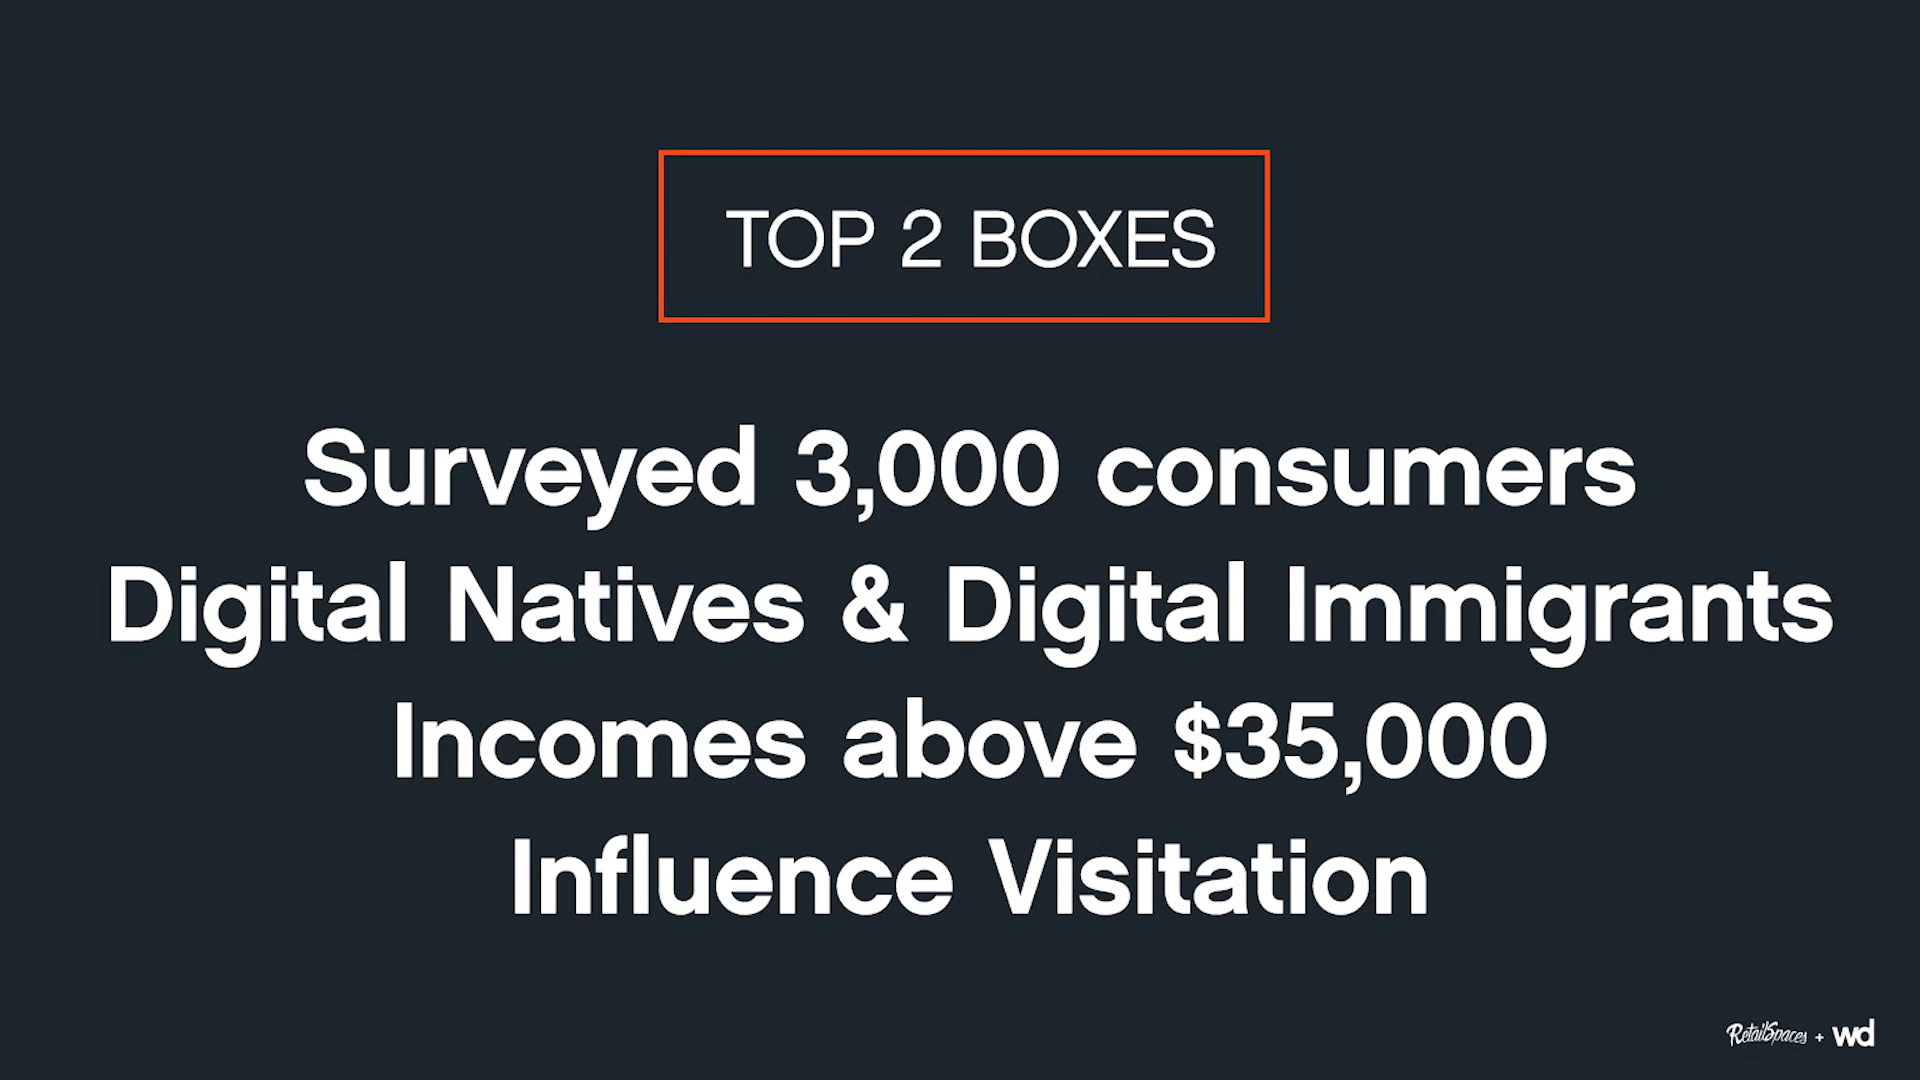 TOP 2 BOXES
Surveyed 3,000 consumers
Digital Natives & Digital Immigrants
Incomes above $35,000
Influence Visitation
RetailSpaces + wd